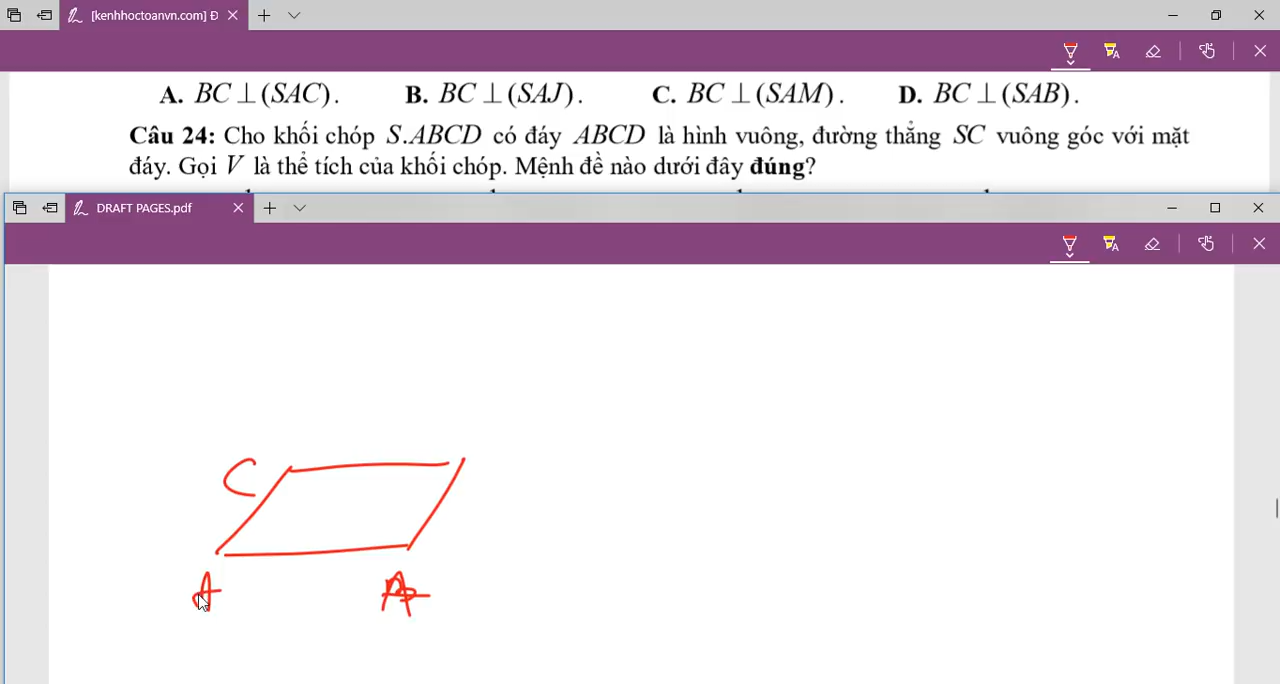 [kenhhoctoanvn.com] Đ
A. BC ⊥ (SAC). B. BC ⊥ (SAJ). C. BC ⊥ (SAM). D. BC ⊥ (SAB).
Câu 24: Cho khối chóp S.ABCD có đáy ABCD là hình vuông, đường thẳng SC vuông góc với mặt
đáy. Gọi V là thể tích của khối chóp. Mệnh đề nào dưới đây đúng?
DRAFT PAGES.pdf
C
A